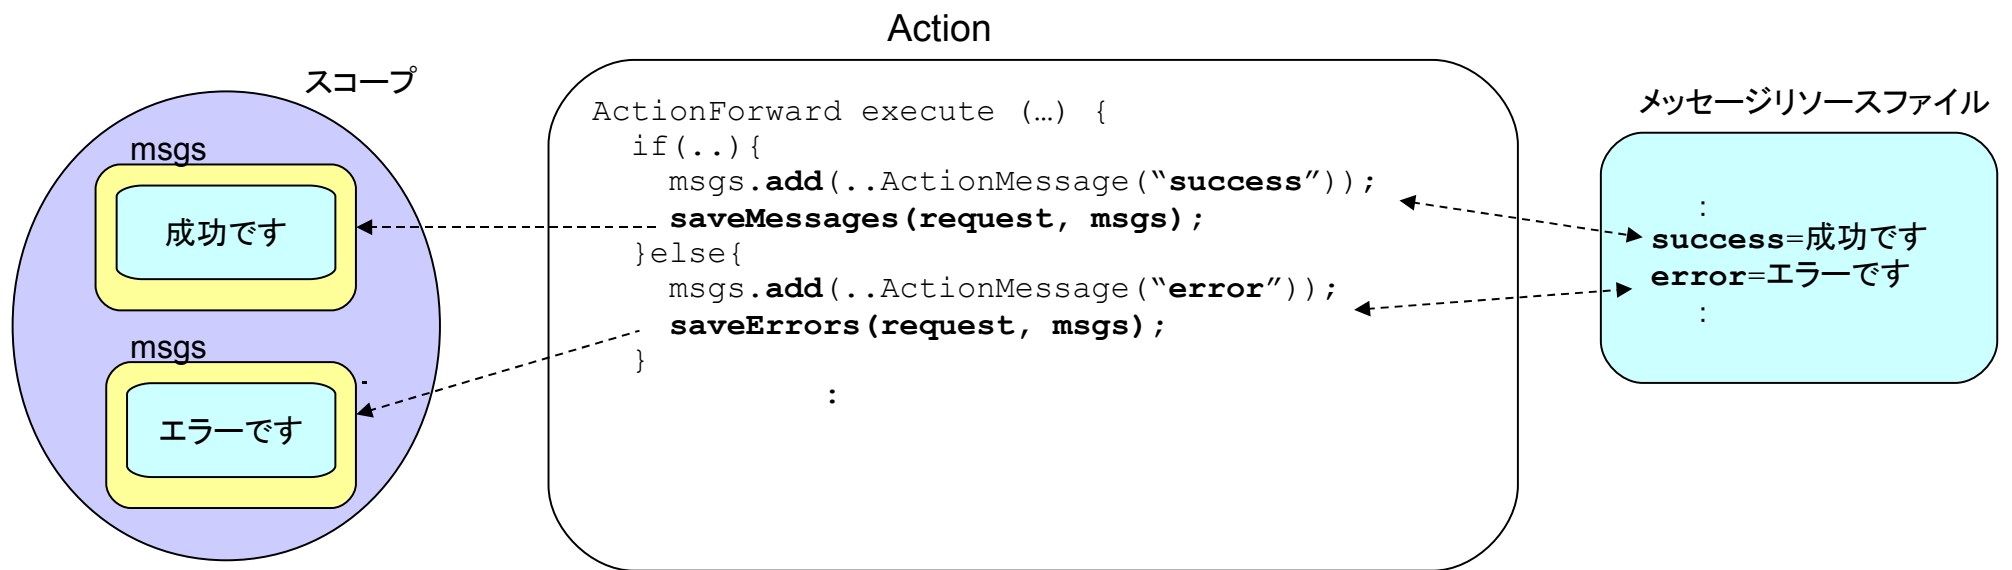 Action
スコープ
msgs
成功です
msgs
エラーです
ActionForward execute (…) {
if(..){
msgs.add(..ActionMessage(“success”));
saveMessages(request, msgs);
}else{
msgs.add(..ActionMessage(“error”));
saveErrors(request, msgs);
}
:
メッセージリソースファイル
:
success=成功です
error=エラーです
: